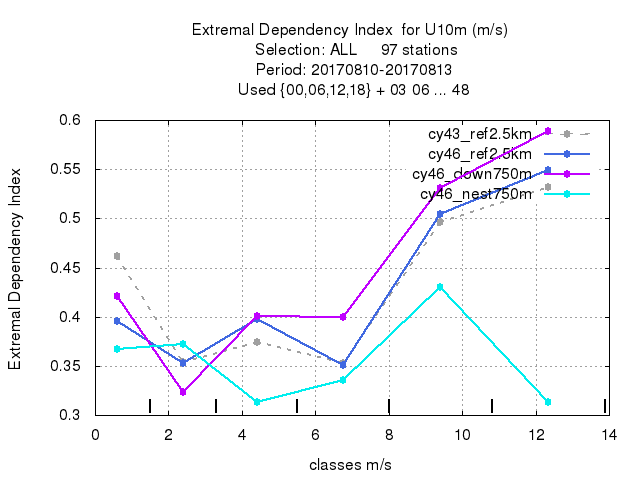 Extremal Dependency Index for U10m (m/s)
Selection: ALL 97 stations
Period: 20170810-20170813
Used {00,06,12,18} + 03 06 ... 48
0.6
0.55
0.5
0.45
0.4
0.35
0.3
Extremal Dependency Index
cy43_ref2.5km
cy46_ref2.5km
cy46_down750m
cy46_nest750m
0 2 4 6 8 10 12 14
classes m/s